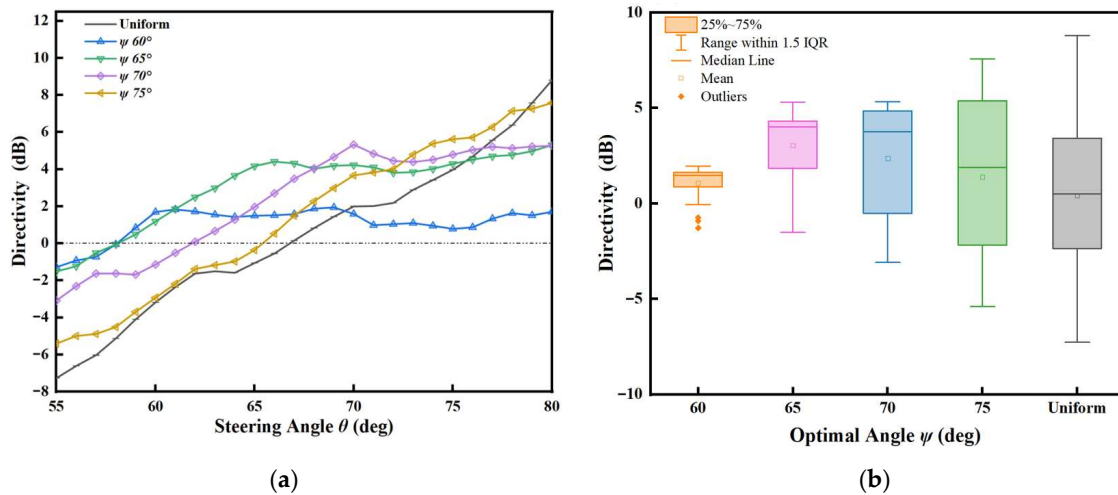 12
10
8
6
4
2
0
−2
−4
−6
−8
Directivity (dB)
Uniform
ψ 60°
ψ 65°
ψ 70°
ψ 75°
55 60 65 70 75 80
Steering Angle θ (deg)
(a)
10
5
0
−5
−10
Directivity (dB)
25%~75%
Range within 1.5 IQR
Median Line
Mean
Outliers
60 65 70 75 Uniform
Optimal Angle ψ (deg)
(b)